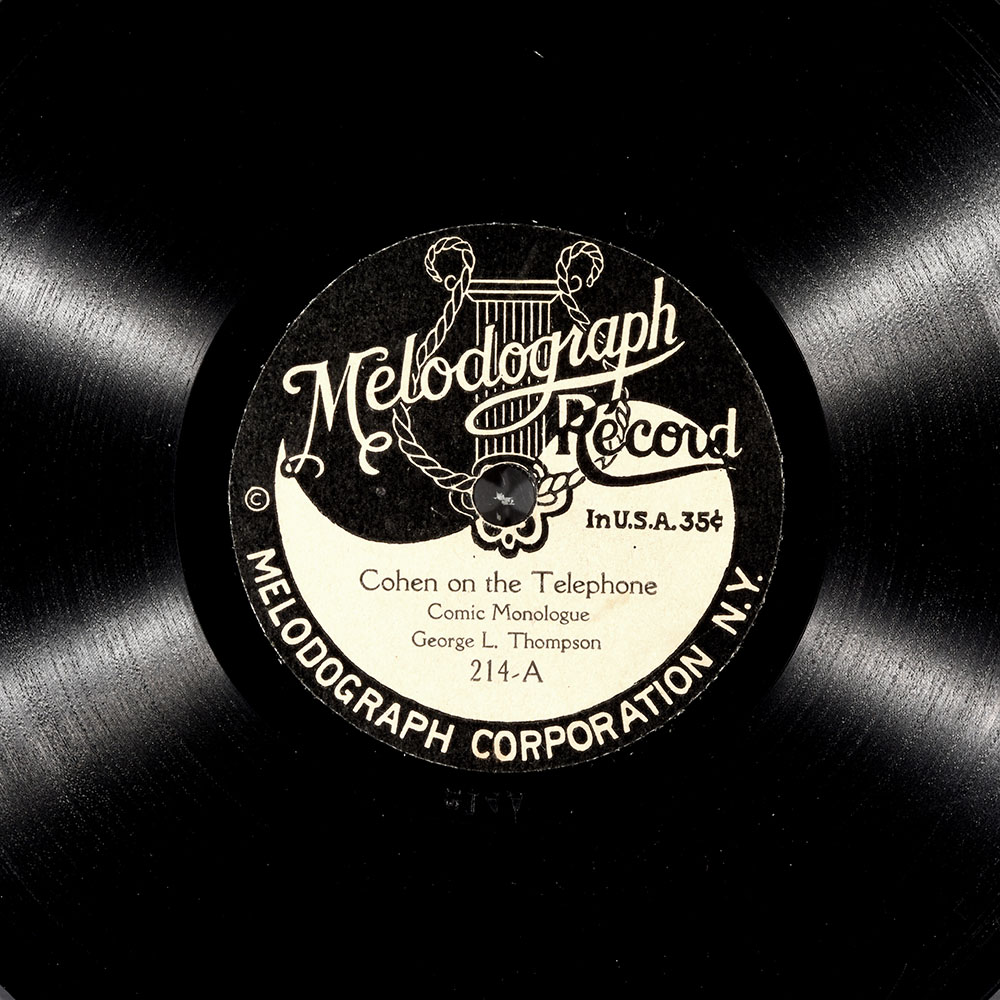 Melodograph
Record
In U.S.A. 35¢
Cohen on the Telephone
Comic Monologue
George L. Thompson
214-A
© MELODOGRAPH CORPORATION N.Y.